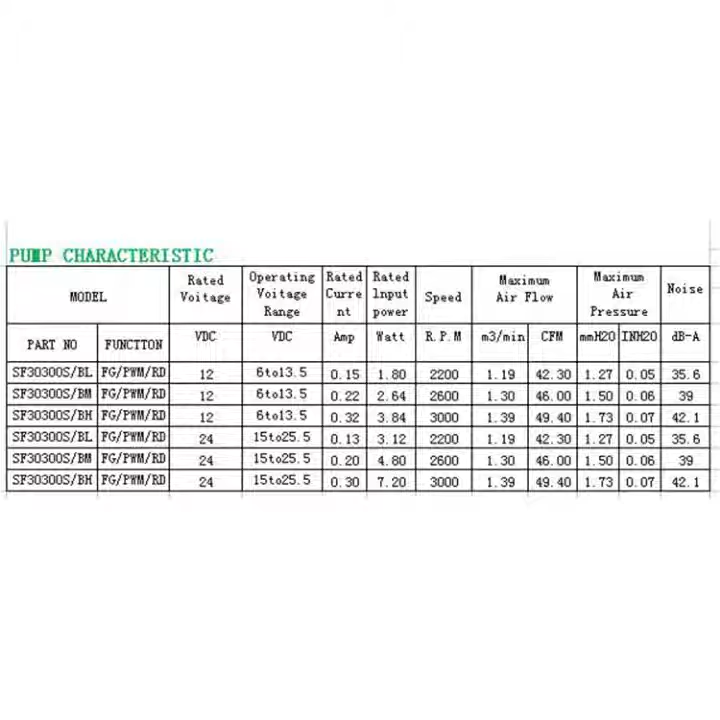 PUMP CHARACTERISTIC
MODEL Rated Voitage Operating Voitage Range Rated Curre nt Rated lnput power Speed Maximum Air Flow Maximum Air Pressure Noise
PART NO FUNCTTON VDC VDC Amp Watt R.P.M m3/min CFM mmH2O INH2O dB-A
SF30300S/BL FG/PWM/RD 12 6to13.5 0.15 1.80 2200 1.19 42.30 1.27 0.05 35.6
SF30300S/BM FG/PWM/RD 12 6to13.5 0.22 2.64 2600 1.30 46.00 1.50 0.06 39
SF30300S/BH FG/PWM/RD 12 6to13.5 0.32 3.84 3000 1.39 49.40 1.73 0.07 42.1
SF30300S/BL FG/PWM/RD 24 15to25.5 0.13 3.12 2200 1.19 42.30 1.27 0.05 35.6
SF30300S/BM FG/PWM/RD 24 15to25.5 0.20 4.80 2600 1.30 46.00 1.50 0.06 39
SF30300S/BH FG/PWM/RD 24 15to25.5 0.30 7.20 3000 1.39 49.40 1.73 0.07 42.1